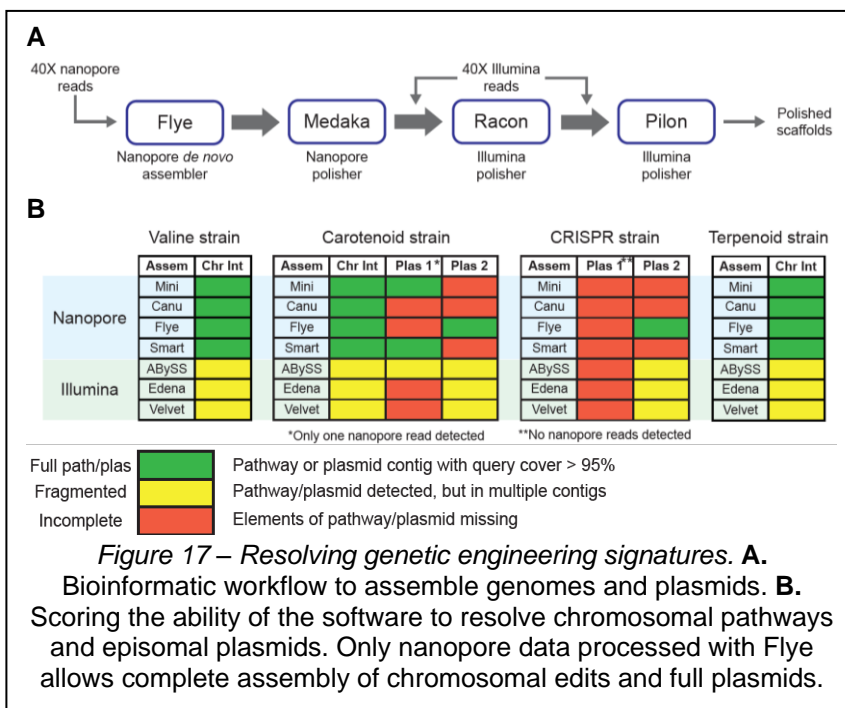 A
40X nanopore
reads
40X Illumina
reads
Flye
Medaka
Racon
Pilon
Polished
scaffolds
Nanopore de novo
assembler
Nanopore
polisher
Illumina
polisher
Illumina
polisher
B
Valine strain
Carotenoid strain
CRISPR strain
Terpenoid strain
Assem Chr Int
Assem Chr Int Plas 1* Plas 2
Assem Plas 1** Plas 2
Assem Chr Int
Nanopore
Mini Mini Mini Mini
Canu Canu Canu Canu
Flye Flye Flye Flye
Smart Smart Smart Smart
Illumina
ABySS ABySS ABySS ABySS
Edena Edena Edena Edena
Velvet Velvet Velvet Velvet
*Only one nanopore read detected
**No nanopore reads detected
Full path/plas Pathway or plasmid contig with query cover > 95%
Fragmented Pathway/plasmid detected, but in multiple contigs
Incomplete Elements of pathway/plasmid missing
Figure 17 – Resolving genetic engineering signatures. A.
Bioinformatic workflow to assemble genomes and plasmids. B.
Scoring the ability of the software to resolve chromosomal pathways
and episomal plasmids. Only nanopore data processed with Flye
allows complete assembly of chromosomal edits and full plasmids.